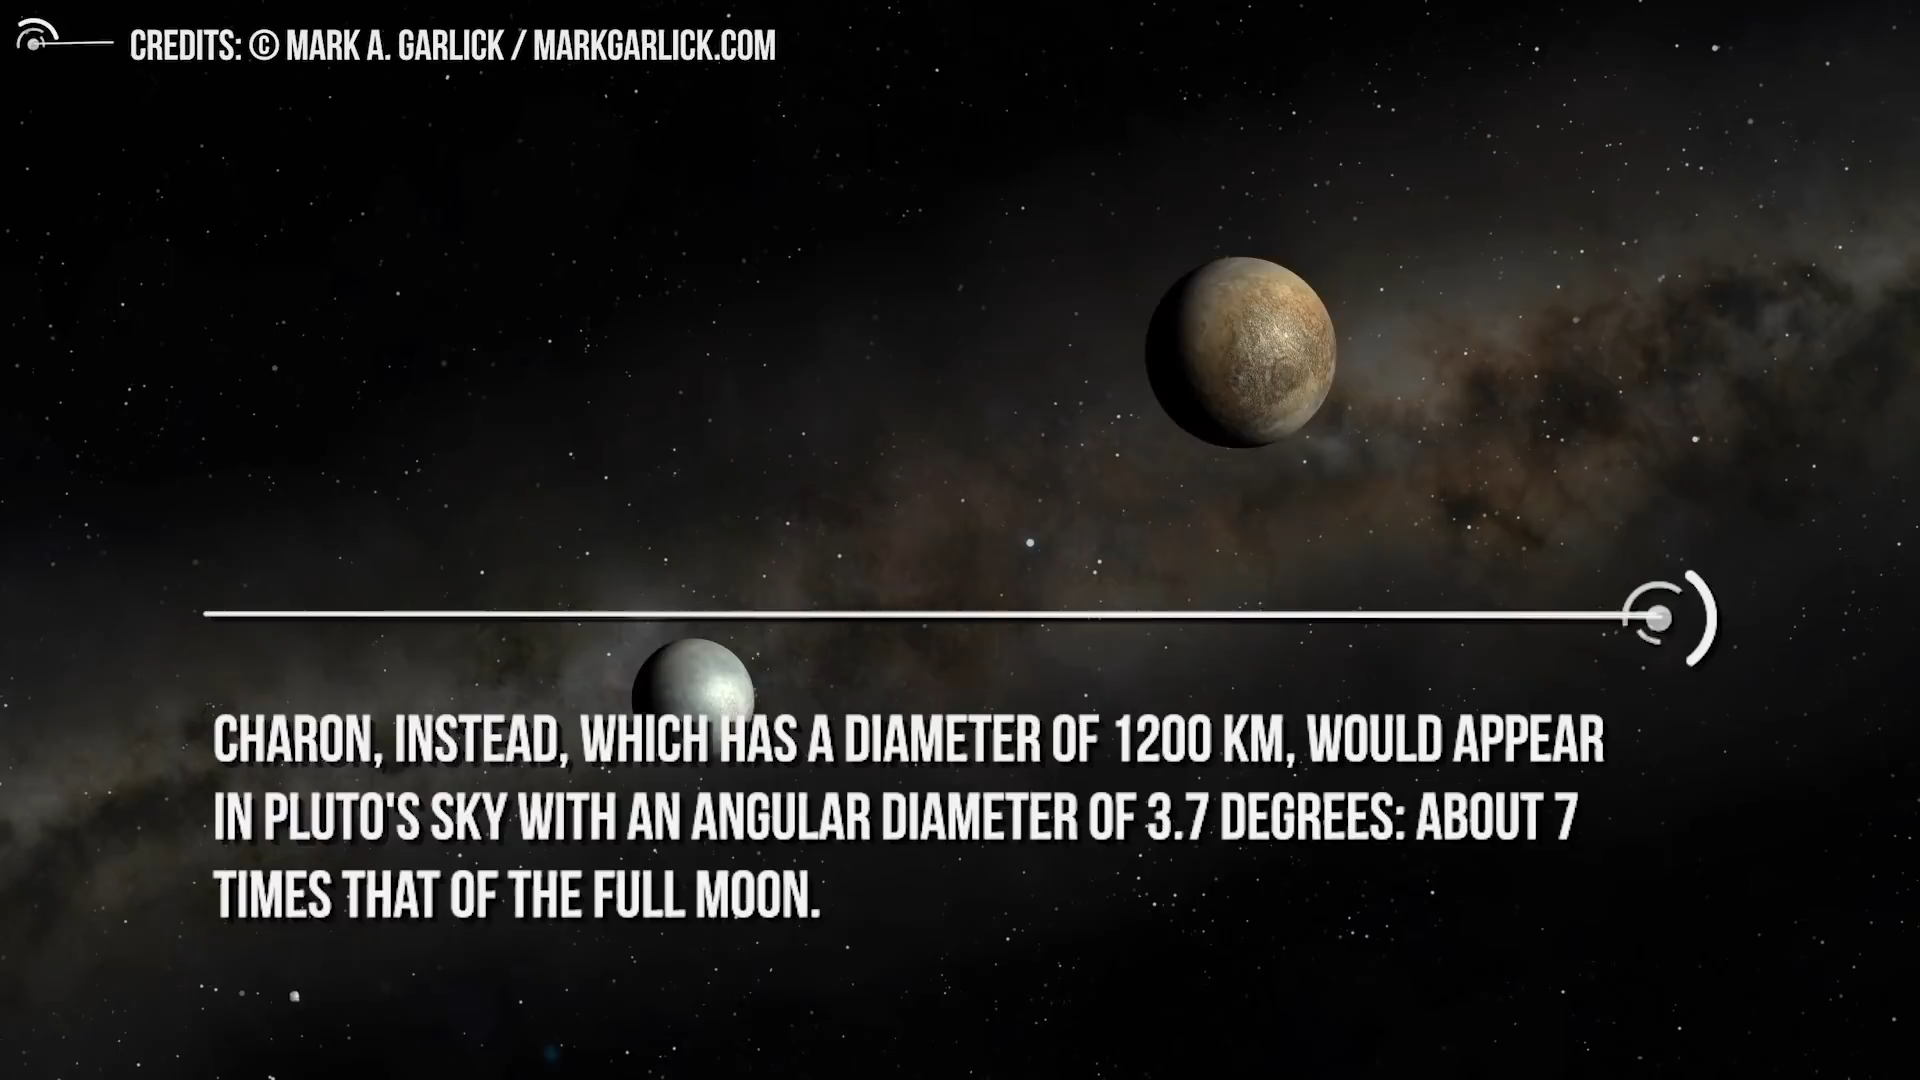 CREDITS: © MARK A. GARLICK / MARKGARLICK.COM
CHARON, INSTEAD, WHICH HAS A DIAMETER OF 1200 KM, WOULD APPEAR
IN PLUTO'S SKY WITH AN ANGULAR DIAMETER OF 3.7 DEGREES: ABOUT 7
TIMES THAT OF THE FULL MOON.